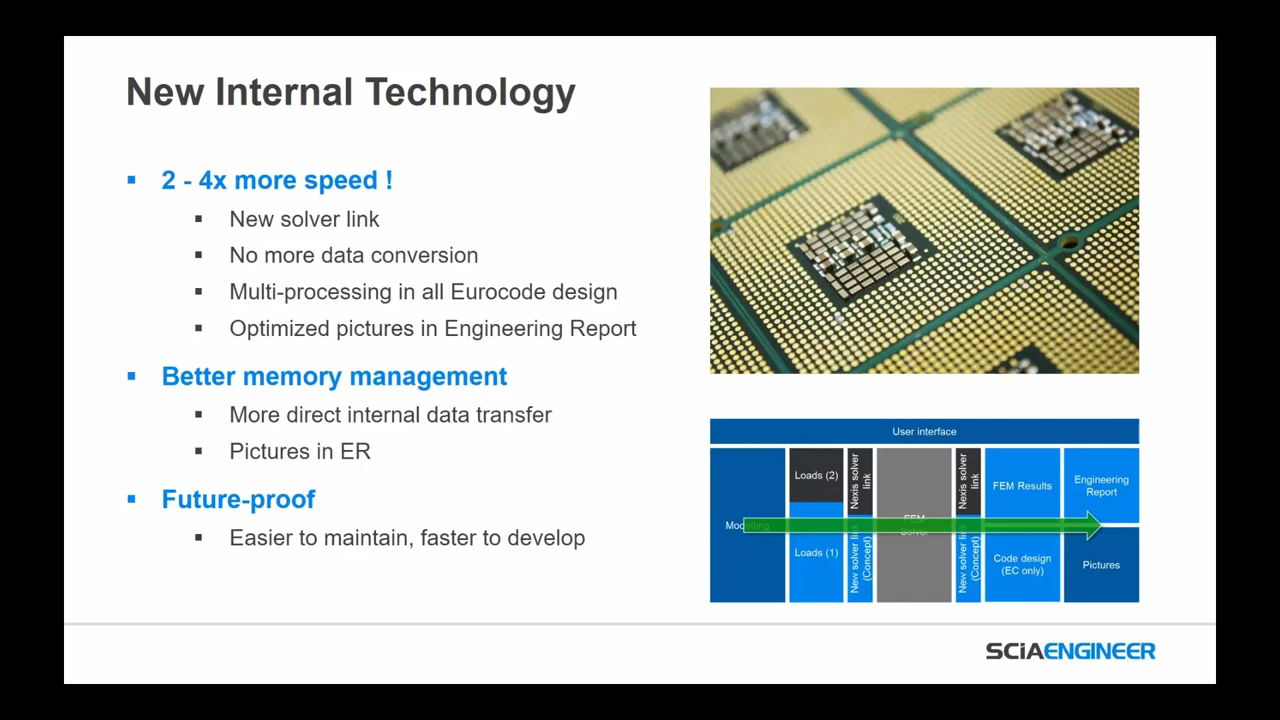 New Internal Technology
2 - 4x more speed !
New solver link
No more data conversion
Multi-processing in all Eurocode design
Optimized pictures in Engineering Report
Better memory management
More direct internal data transfer
Pictures in ER
Future-proof
Easier to maintain, faster to develop
User interface
Modelling
Loads (2)
Loads (1)
Nexis solver
link
New solver link
(Concept)
FEM
Solver
Nexis solver
link
New solver link
(Concept)
FEM Results
Code design
(EC only)
Engineering
Report
Pictures
SCiAENGINEER